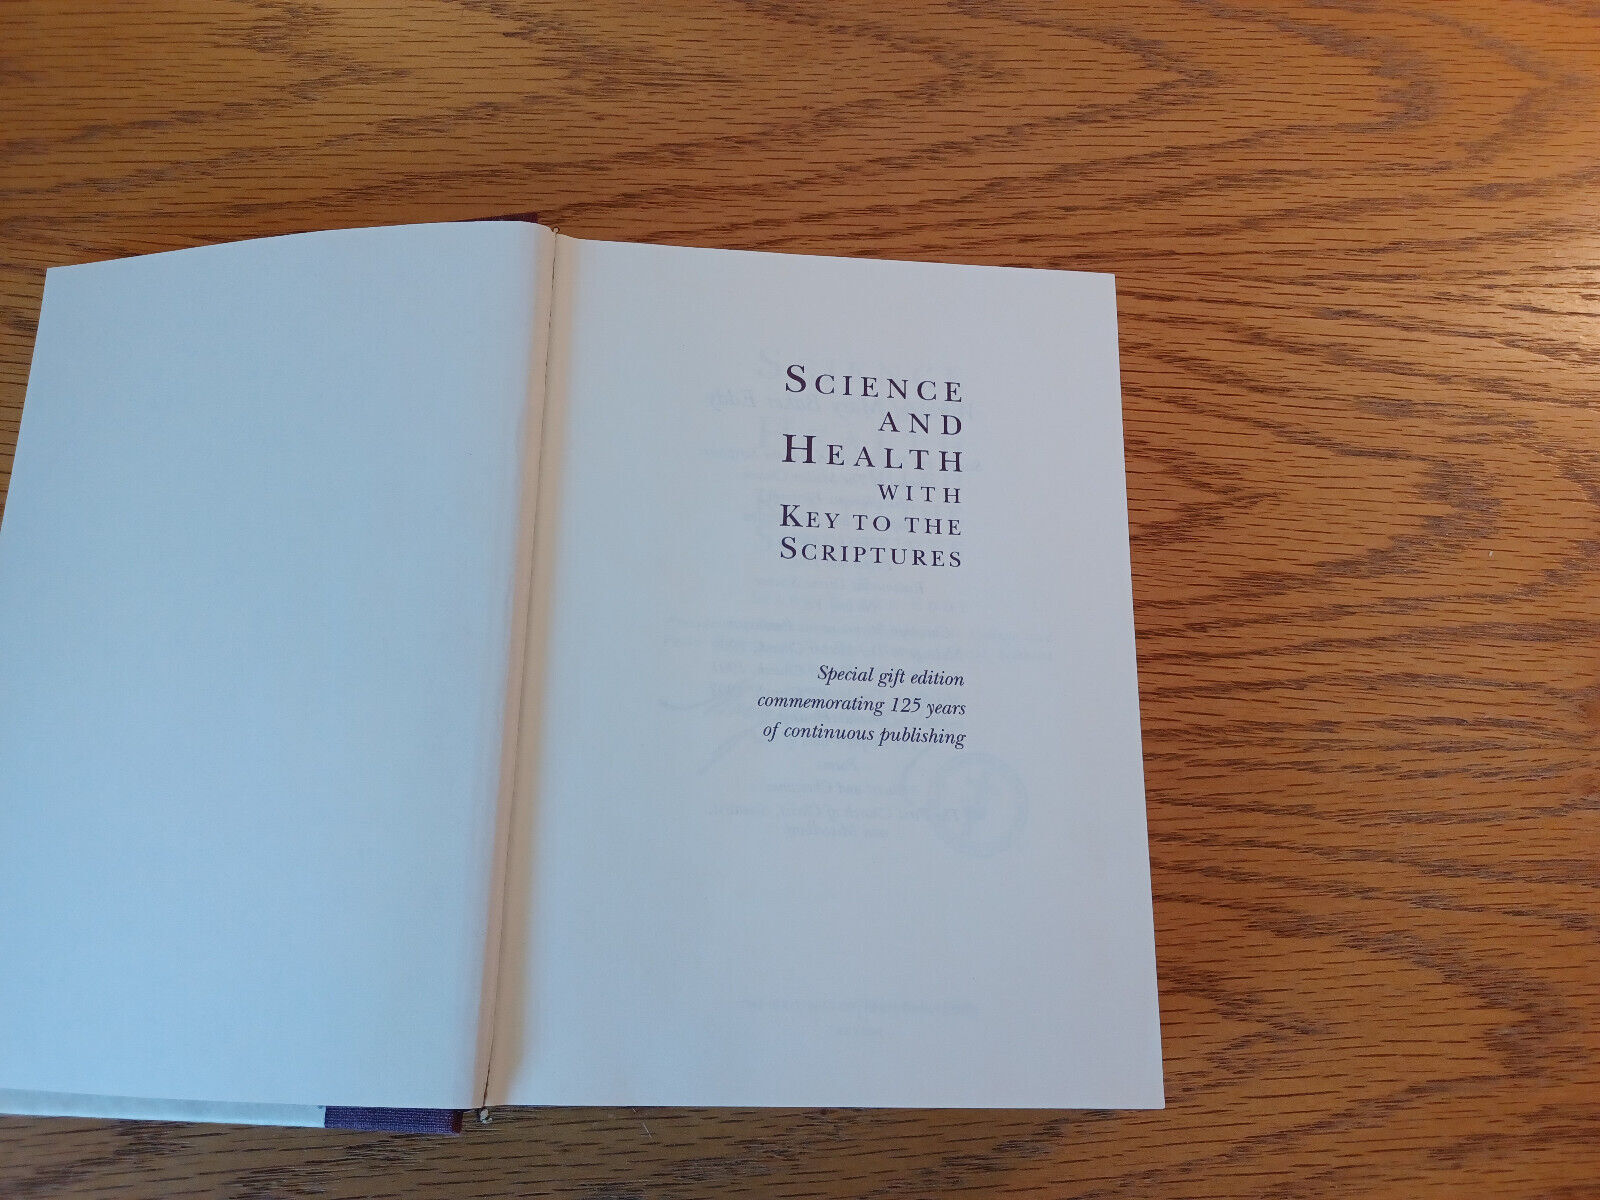 SCIENCE
AND
HEALTH
WITH
KEY TO THE
SCRIPTURES
Special gift edition
commemorating 125 years
of continuous publishing